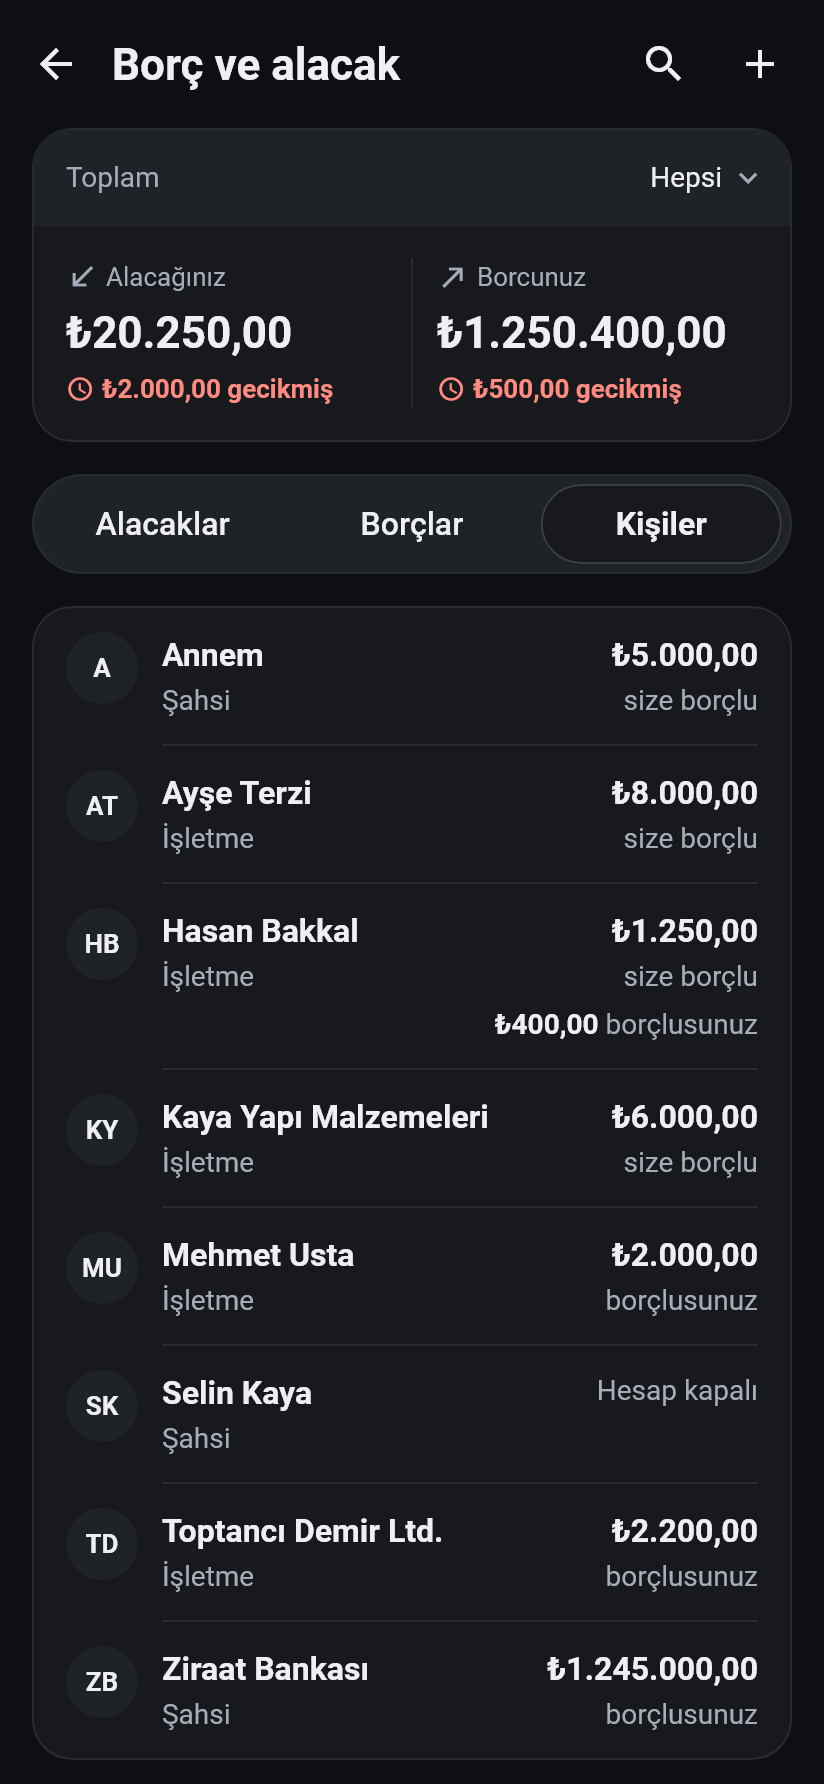 Borç ve alacak
Toplam
Hepsi
Alacağınız
₺20.250,00
₺2.000,00 gecikmiş
Borcunuz
₺1.250.400,00
₺500,00 gecikmiş
Alacaklar
Borçlar
Kişiler
A
Annem
₺5.000,00
Şahsi
size borçlu
AT
Ayşe Terzi
₺8.000,00
İşletme
size borçlu
HB
Hasan Bakkal
₺1.250,00
İşletme
size borçlu
₺400,00 borçlusunuz
KY
Kaya Yapı Malzemeleri
₺6.000,00
İşletme
size borçlu
MU
Mehmet Usta
₺2.000,00
İşletme
borçlusunuz
SK
Selin Kaya
Hesap kapalı
Şahsi
TD
Toptancı Demir Ltd.
₺2.200,00
İşletme
borçlusunuz
ZB
Ziraat Bankası
₺1.245.000,00
Şahsi
borçlusunuz